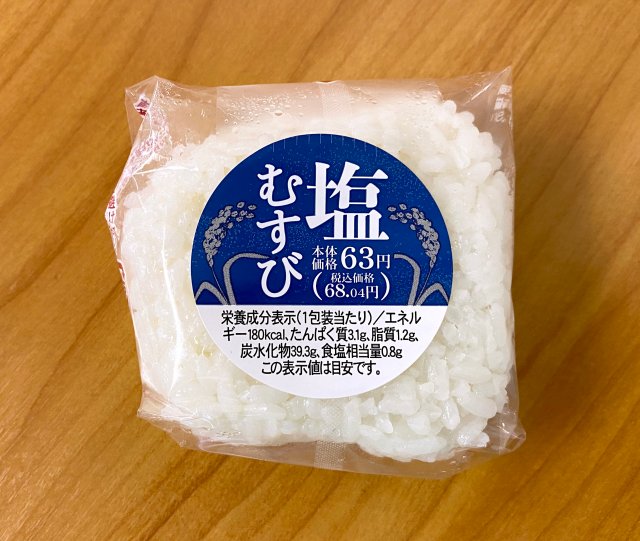 塩
むすび
本体
価格 63円
(税込価格
68.04円)
栄養成分表示(1包装当たり)/エネル
ギー180kcal、たんぱく質3.1g、脂質1.2g、
炭水化物39.3g、食塩相当量0.8g
この表示値は目安です。